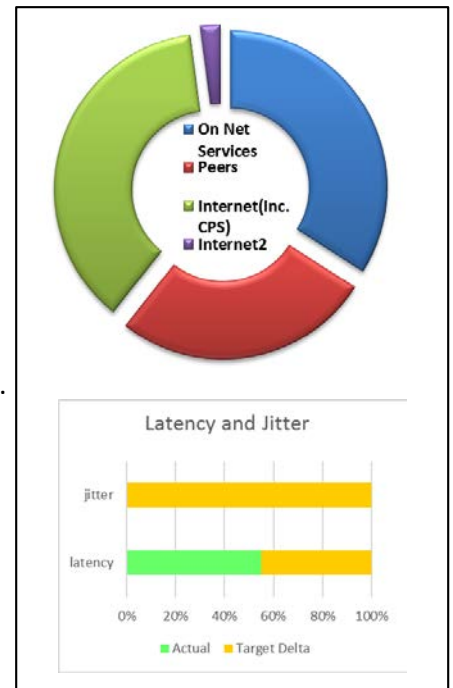 On Net
Services
Peers
Internet(Inc.
CPS)
Internet2
.
Latency and Jitter
jitter
latency
0% 20% 40% 60% 80% 100%
Actual Target Delta